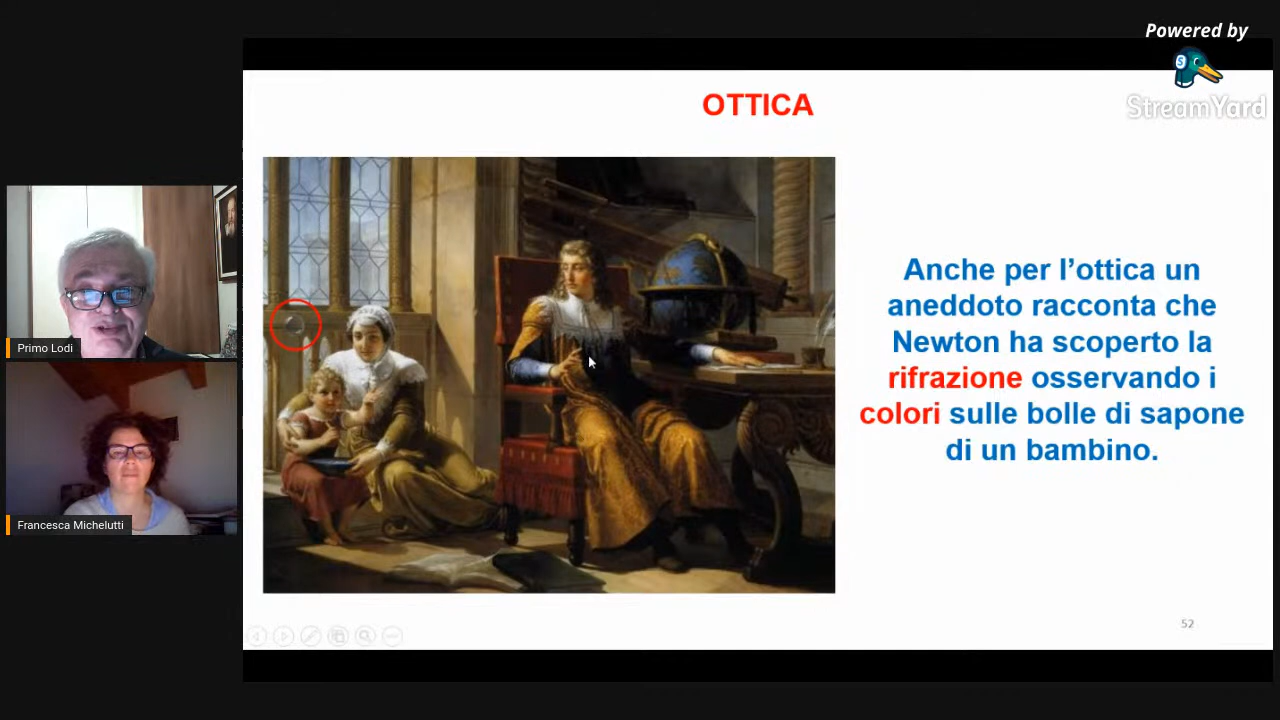 Powered by
StreamYard
OTTICA
Anche per l’ottica un
aneddoto racconta che
Newton ha scoperto la
rifrazione osservando i
colori sulle bolle di sapone
di un bambino.
52
Primo Lodi
Francesca Michelutti